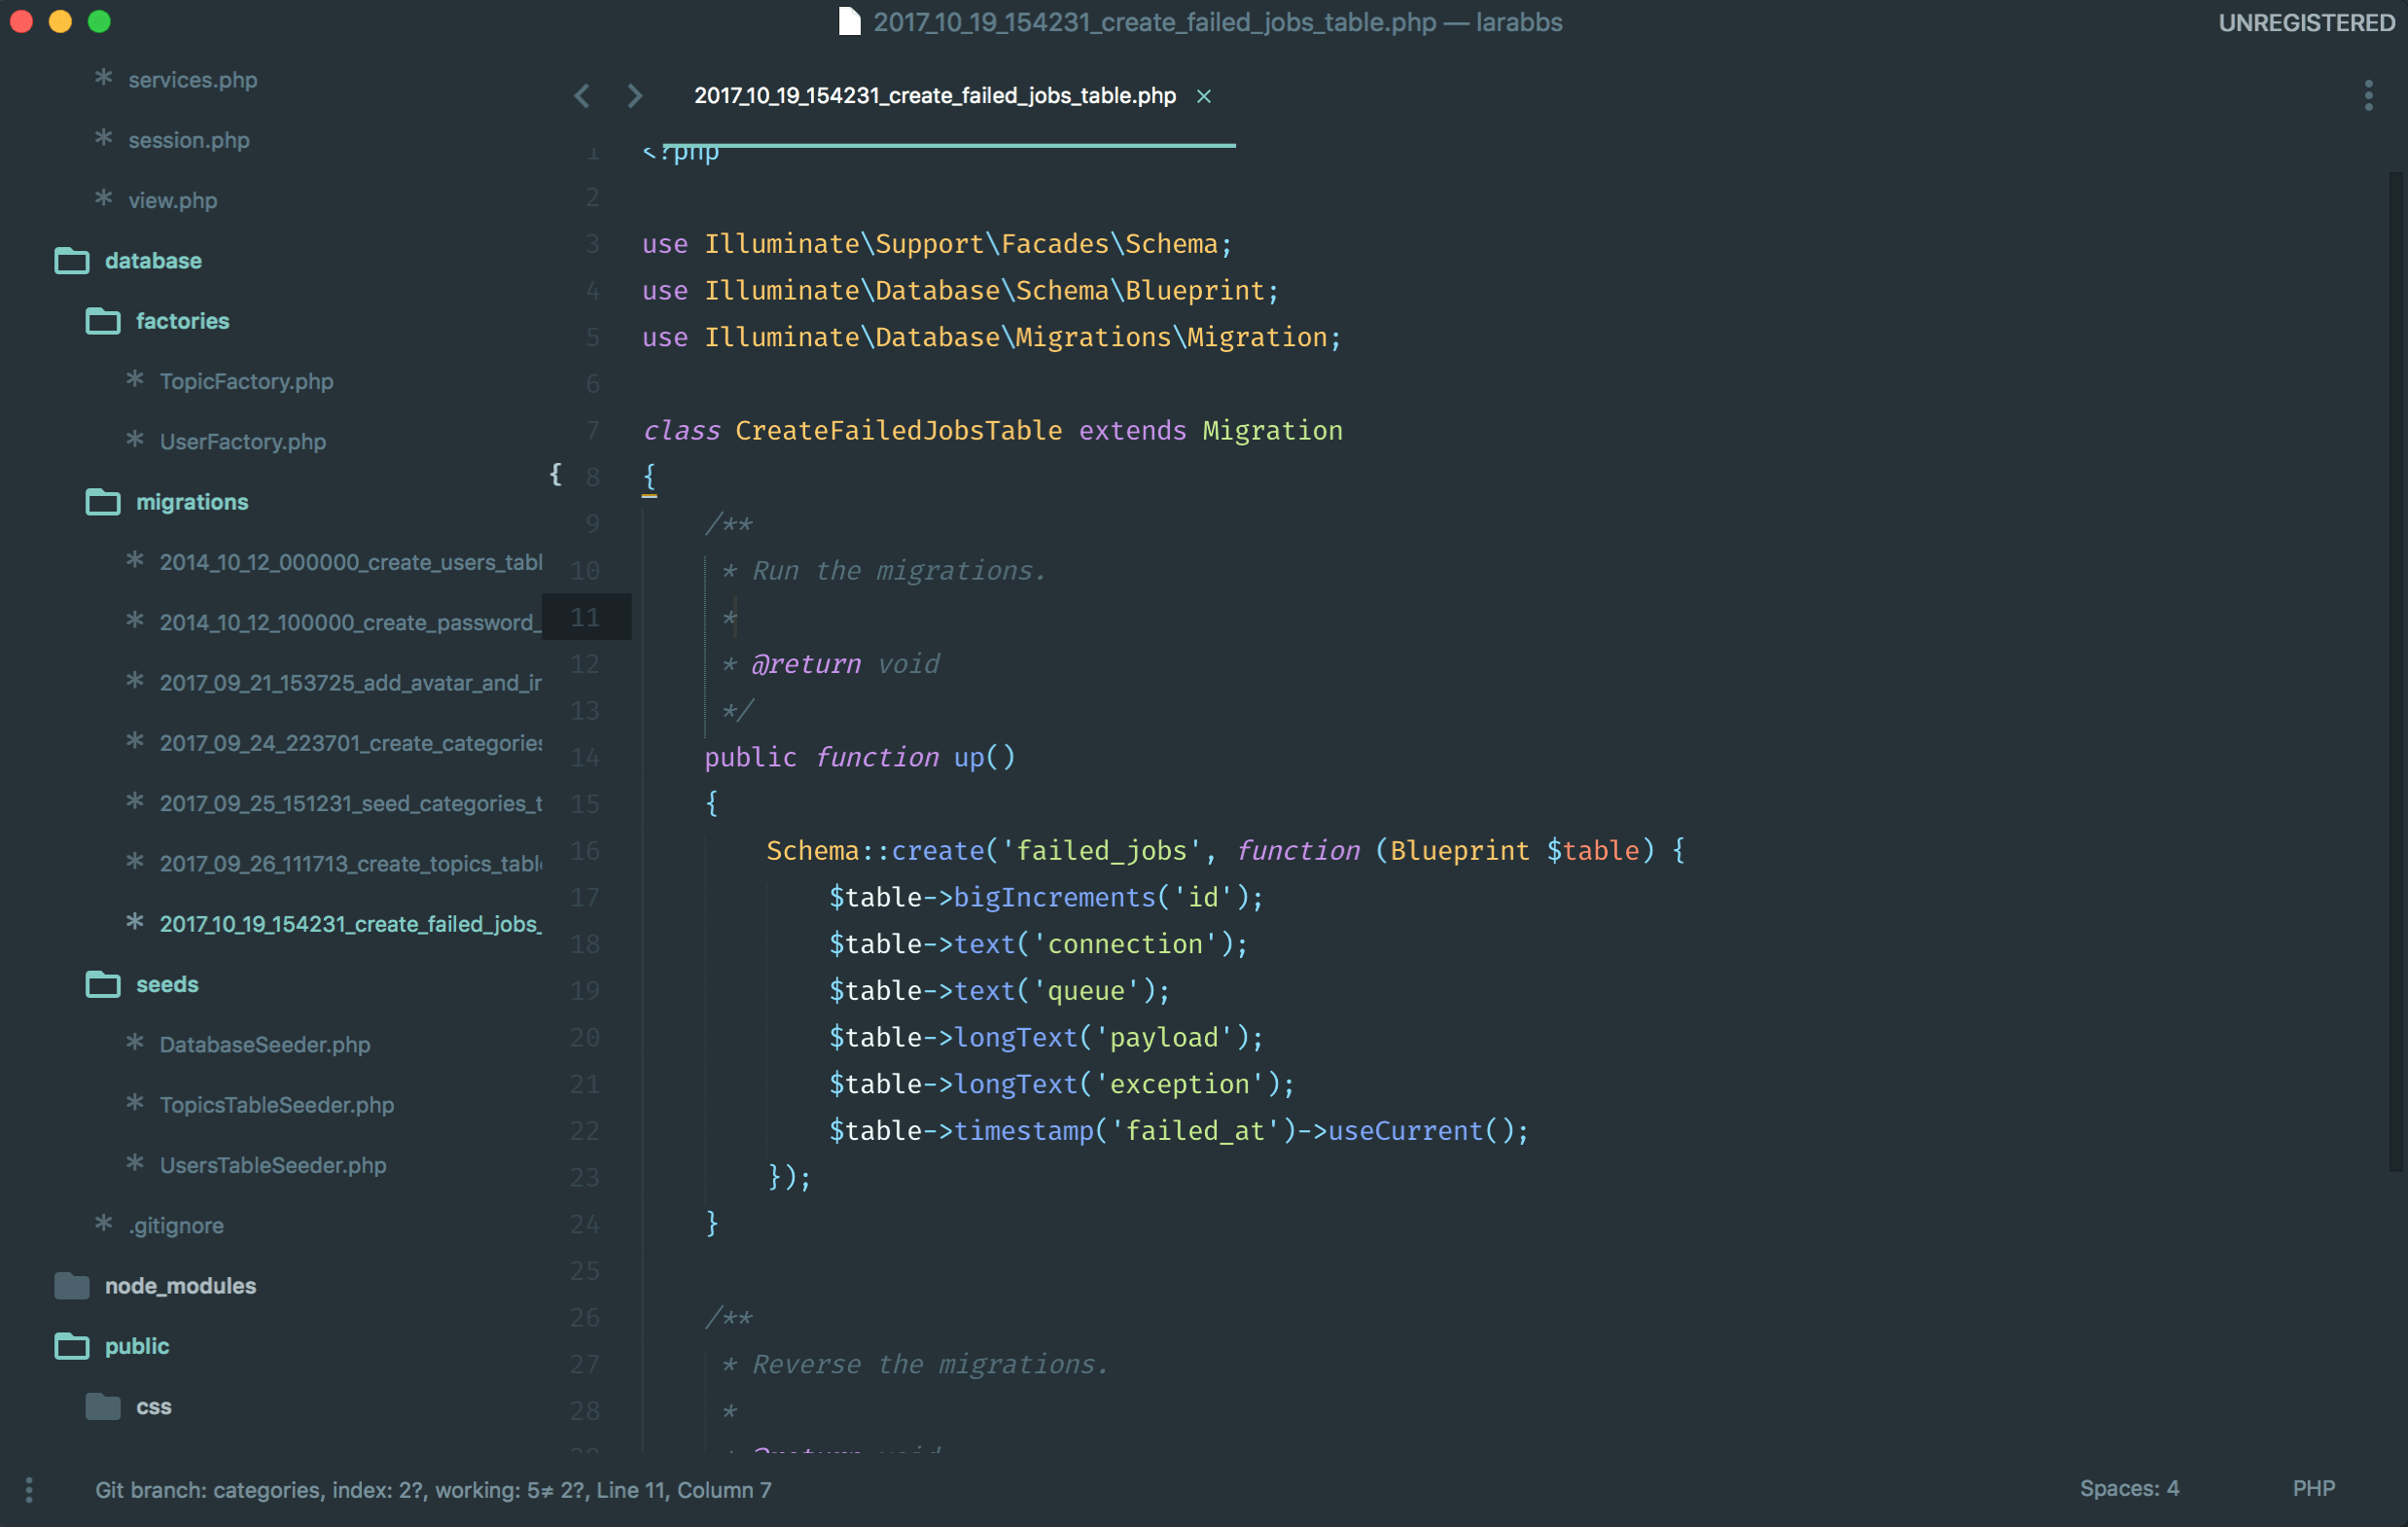 2017_10_19_154231_create_failed_jobs_table.php — larabbs
UNREGISTERED
* services.php
* session.php
* view.php
database
factories
* TopicFactory.php
* UserFactory.php
migrations
* 2014_10_12_000000_create_users_tabl
* 2014_10_12_100000_create_password_
* 2017_09_21_153725_add_avatar_and_ir
* 2017_09_24_223701_create_categories
* 2017_09_25_151231_seed_categories_t
* 2017_09_26_111713_create_topics_tabl
* 2017_10_19_154231_create_failed_jobs_
seeds
* DatabaseSeeder.php
* TopicsTableSeeder.php
* UsersTableSeeder.php
* .gitignore
node_modules
public
css
2017_10_19_154231_create_failed_jobs_table.php ×
1 <?php
2
3 use Illuminate\Support\Facades\Schema;
4 use Illuminate\Database\Schema\Blueprint;
5 use Illuminate\Database\Migrations\Migration;
6
7 class CreateFailedJobsTable extends Migration
{ 8 {
9 /**
10 * Run the migrations.
11 *
12 * @return void
13 */
14 public function up()
15 {
16 Schema::create('failed_jobs', function (Blueprint $table) {
17 $table->bigIncrements('id');
18 $table->text('connection');
19 $table->text('queue');
20 $table->longText('payload');
21 $table->longText('exception');
22 $table->timestamp('failed_at')->useCurrent();
23 });
24 }
25
26 /**
27 * Reverse the migrations.
28 *
29 * @return void
Git branch: categories, index: 2?, working: 5≠ 2?, Line 11, Column 7
Spaces: 4
PHP